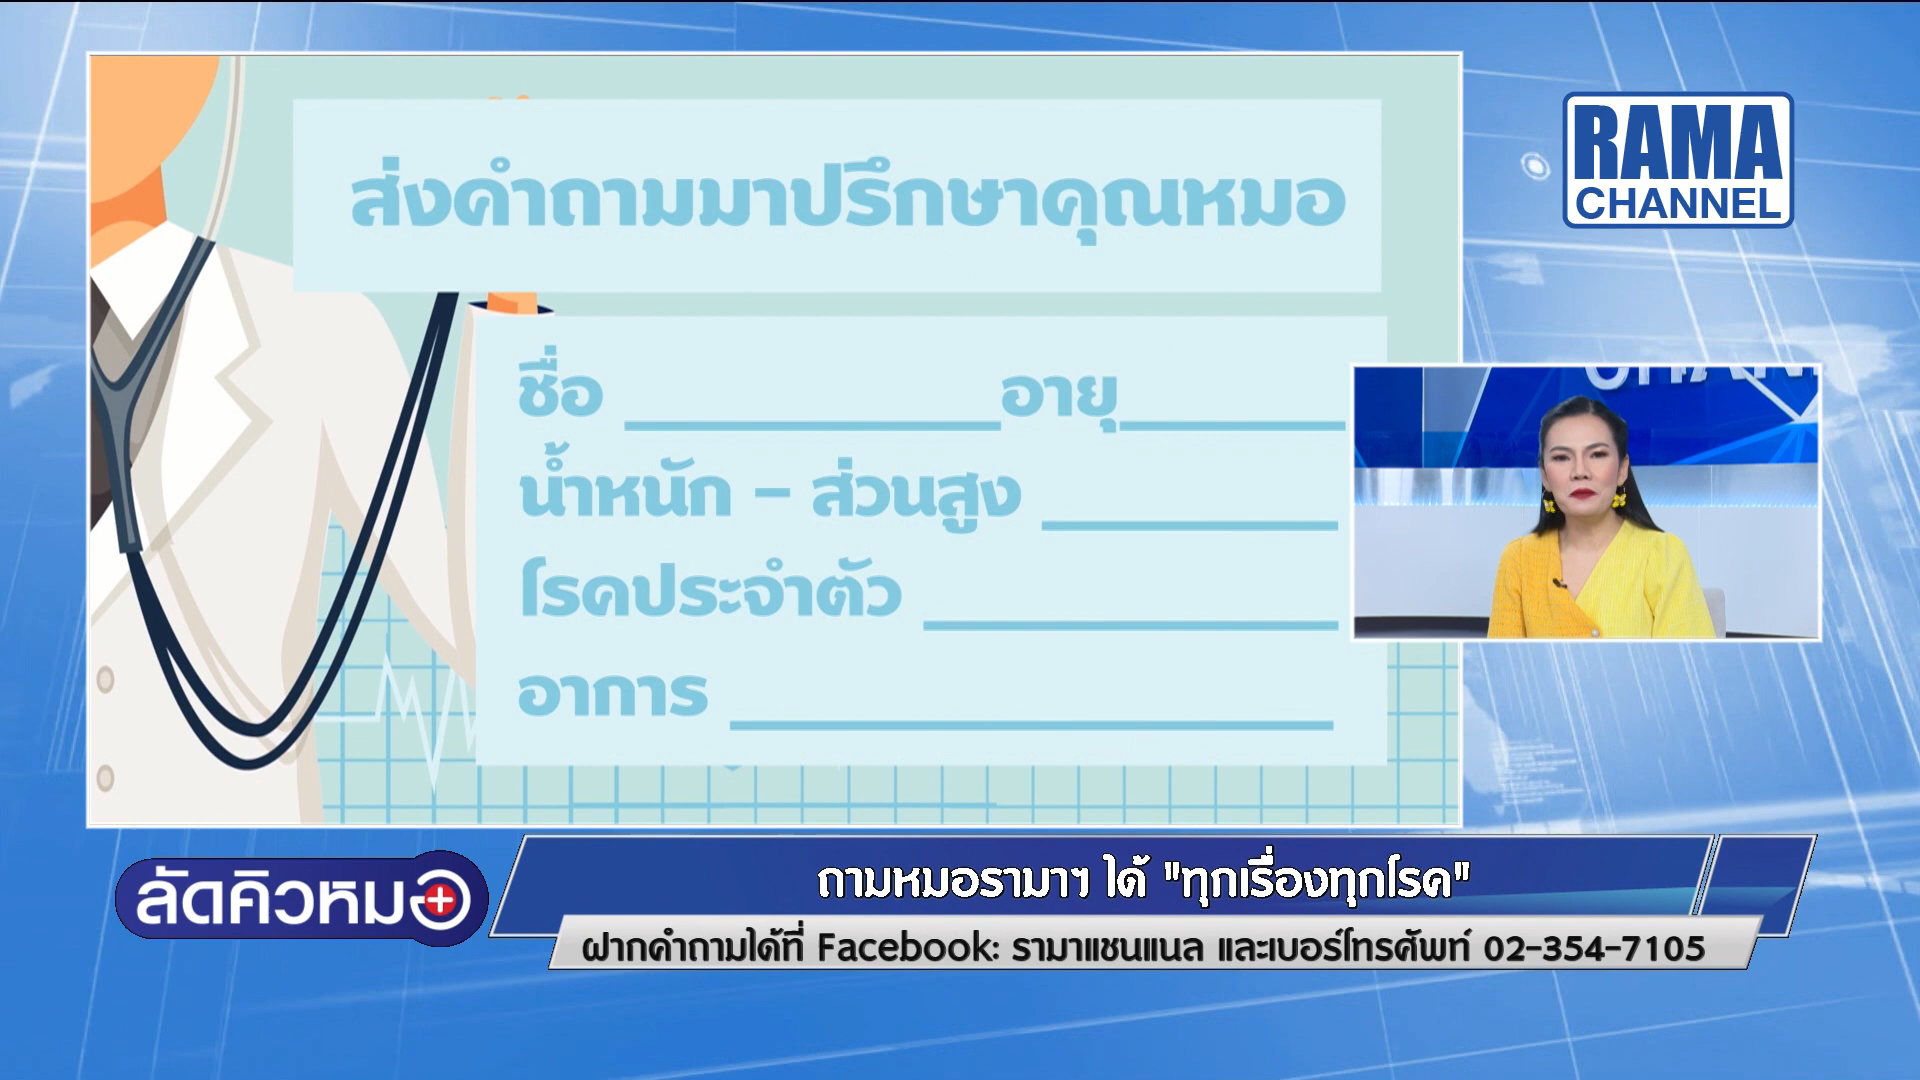 ส่งคำถามมาปรึกษาคุณหมอ
RAMA
CHANNEL
ชื่อ ____________ อายุ ________
น้ำหนัก - ส่วนสูง __________
โรคประจำตัว ______________
อาการ ____________________
ลัดคิวหมอ
ถามหมอรามาฯ ได้ "ทุกเรื่องทุกโรค"
ฝากคำถามได้ที่ Facebook: รามาแชนแนล และเบอร์โทรศัพท์ 02-354-7105